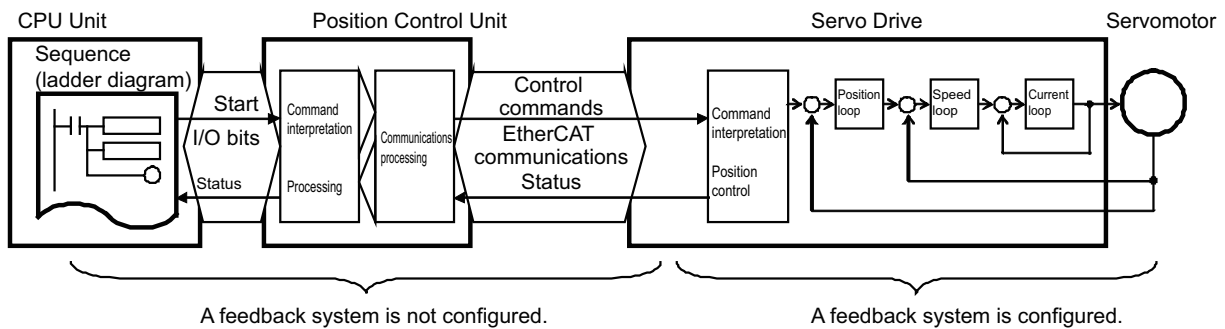 CPU Unit
Position Control Unit
Servo Drive
Servomotor
Sequence
(ladder diagram)
Start
I/O bits
Status
Command
interpretation
Processing
Communications
processing
Control
commands
EtherCAT
communications
Status
Command
interpretation
Position
control
Position
loop
Speed
loop
Current
loop
A feedback system is not configured.
A feedback system is configured.